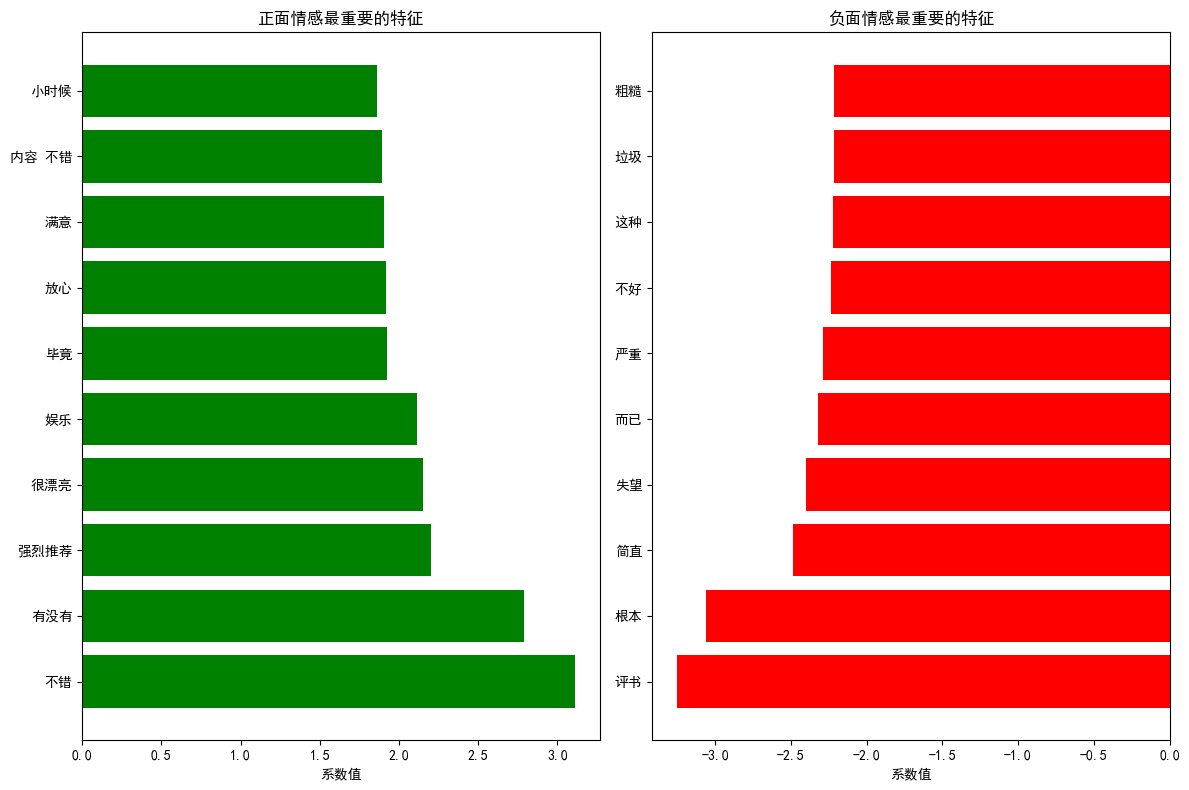 正面情感最重要的特征
小时候
内容 不错
满意
放心
毕竟
娱乐
很漂亮
强烈推荐
有没有
不错
0.0 0.5 1.0 1.5 2.0 2.5 3.0
系数值
负面情感最重要的特征
粗糙
垃圾
这种
不好
严重
而已
失望
简直
根本
评书
−3.0 −2.5 −2.0 −1.5 −1.0 −0.5 0.0
系数值